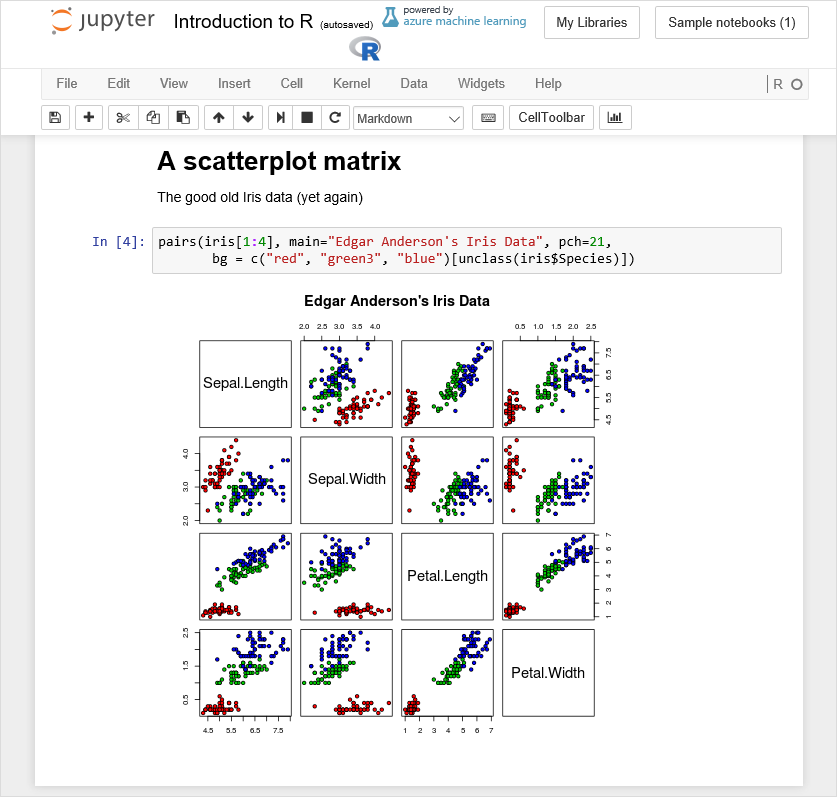 jupyter Introduction to R (autosaved) powered by
azure machine learning My Libraries Sample notebooks (1)
R
File Edit View Insert Cell Kernel Data Widgets Help R
Markdown CellToolbar
A scatterplot matrix
The good old Iris data (yet again)
In [4]: pairs(iris[1:4], main="Edgar Anderson's Iris Data", pch=21,
bg = c("red", "green3", "blue")[unclass(iris$Species)])
Edgar Anderson's Iris Data
2.0 2.5 3.0 3.5 4.0 0.5 1.0 1.5 2.0 2.5
Sepal.Length
4.5 5.5 6.5 7.5
2.0 3.0 4.0
Sepal.Width
Petal.Length
1 2 3 4 5 6 7
0.5 1.5 2.5
Petal.Width
4.5 5.5 6.5 7.5 1 2 3 4 5 6 7